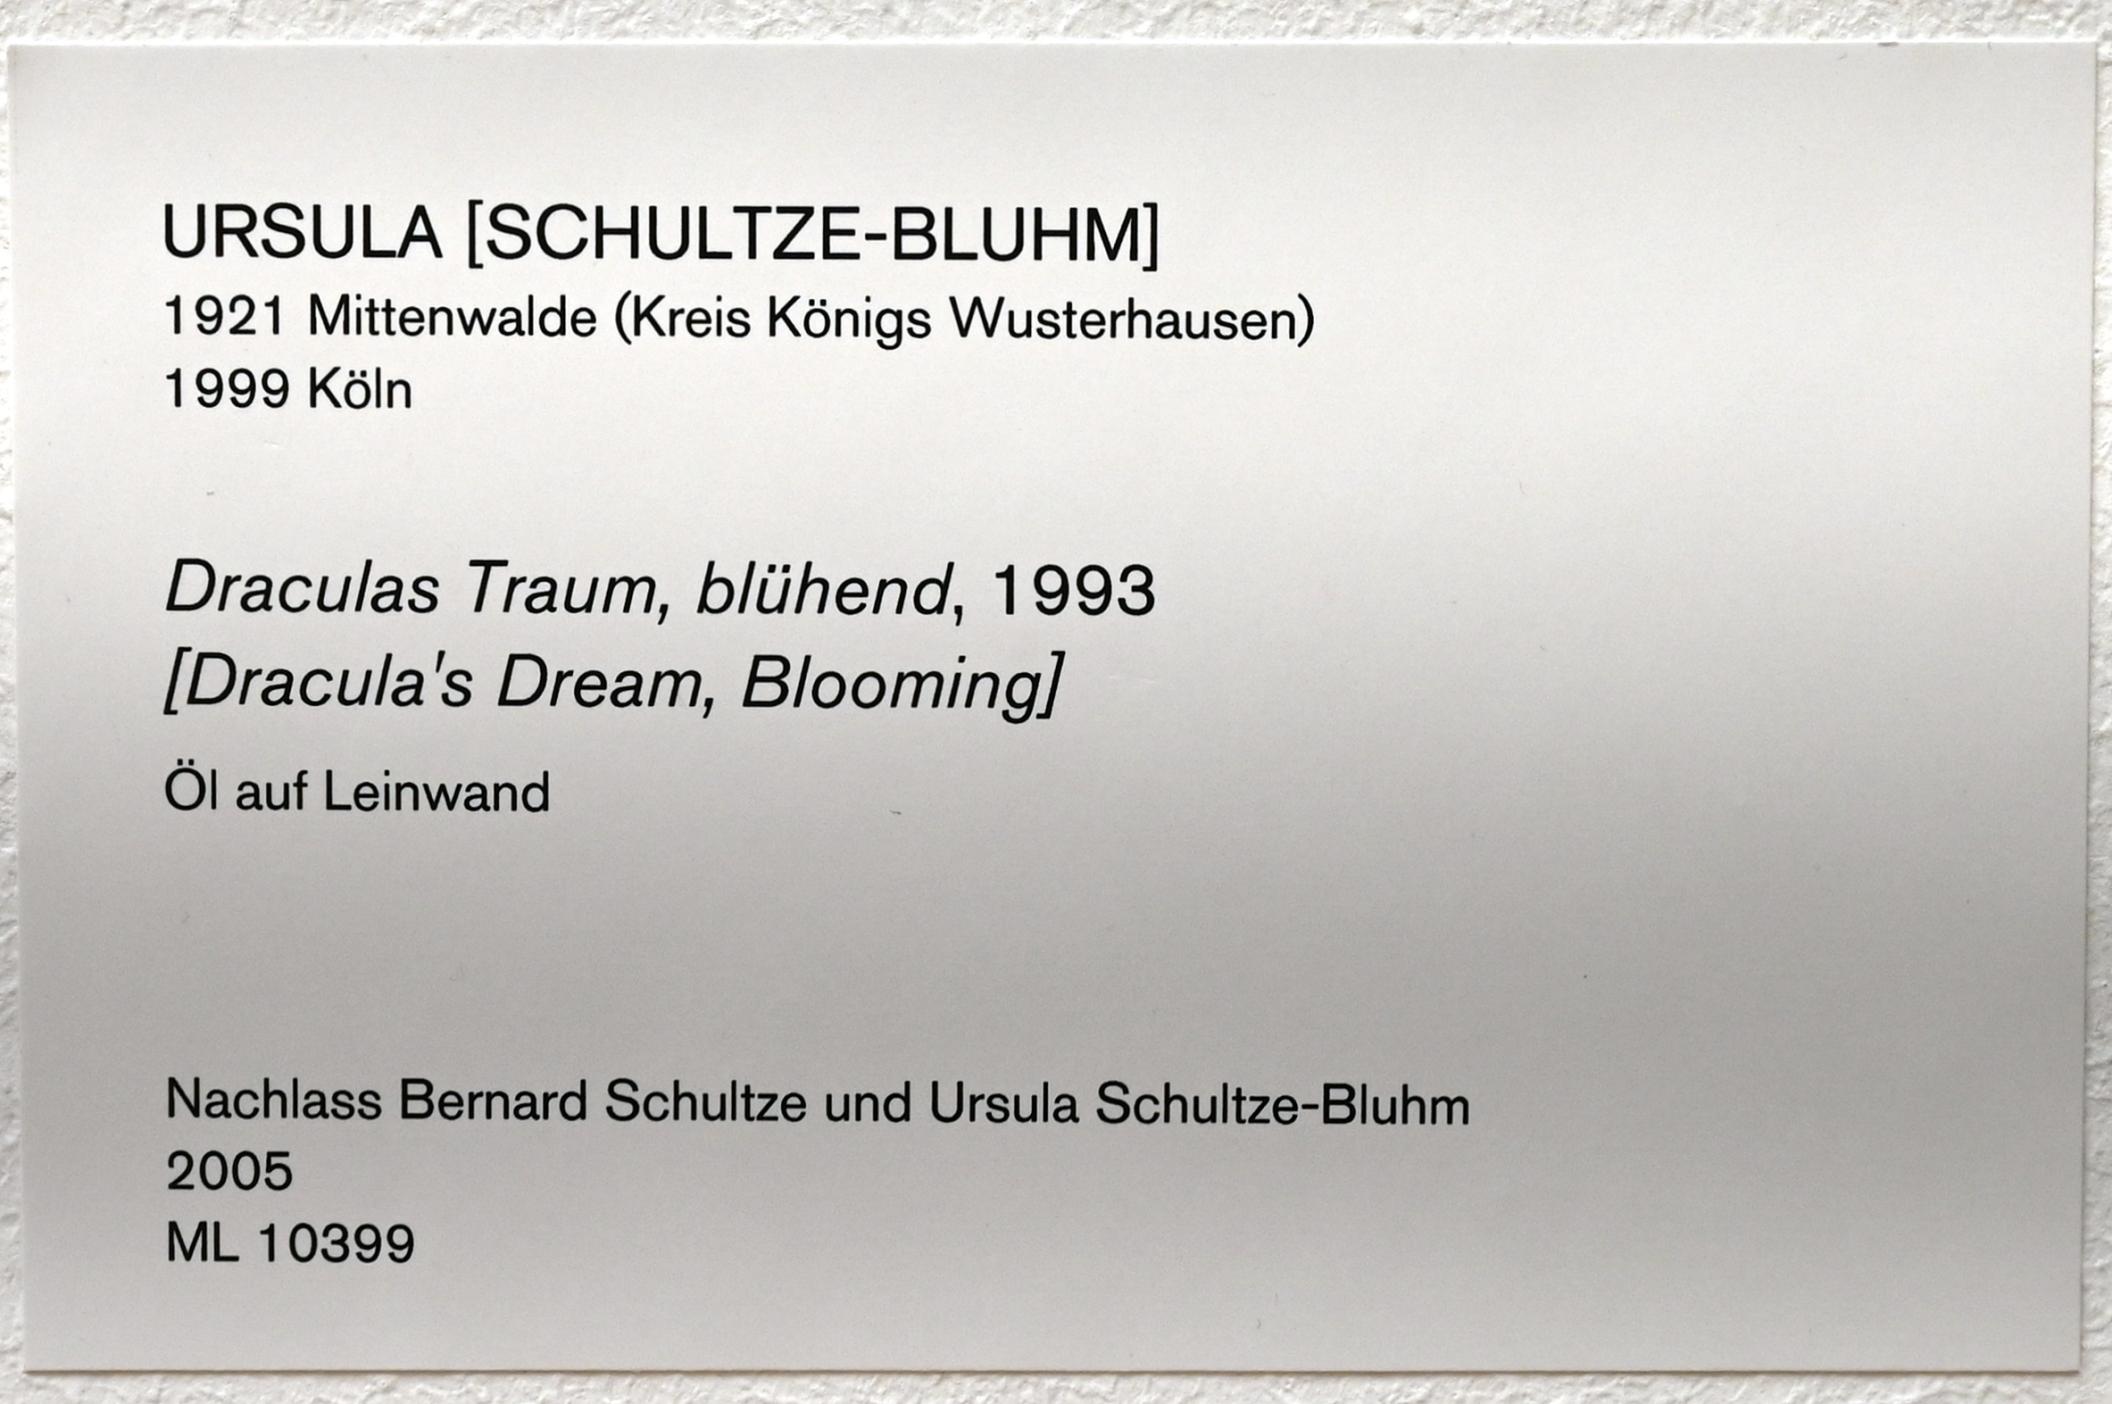 URSULA [SCHULTZE-BLUHM]
1921 Mittenwalde (Kreis Königs Wusterhausen)
1999 Köln
Draculas Traum, blühend, 1993
[Dracula's Dream, Blooming]
Öl auf Leinwand
Nachlass Bernard Schultze und Ursula Schultze-Bluhm
2005
ML 10399